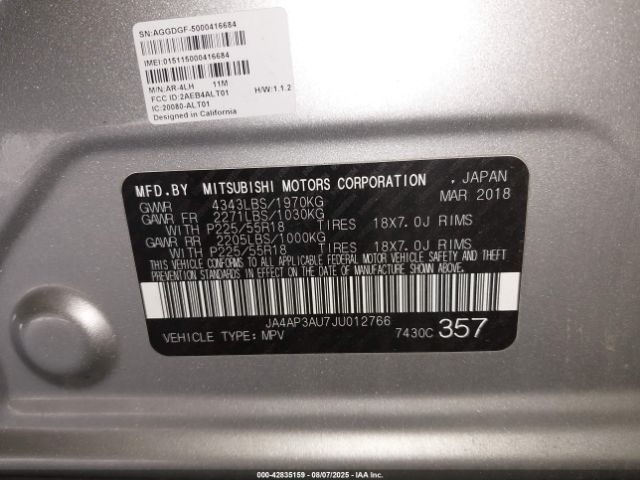 SN:AGGDGF-5000416684
IMEI:015115000416684
M/N:AR-4LH 11M
FCC ID:2AEB4ALT01 H/W:1.1.2
IC:20080-ALT01
Designed in California
MFD.BY MITSUBISHI MOTORS CORPORATION , JAPAN
GVWR 4343LBS/1970KG MAR 2018
GAWR FR 2271LBS/1030KG
WITH P225/55R18 TIRES 18X7.0J RIMS
GAWR RR 2205LBS/1000KG
WITH P225/55R18 TIRES 18X7.0J RIMS
THIS VEHICLE CONFORMS TO ALL APPLICABLE FEDERAL MOTOR VEHICLE SAFETY AND THEFT
PREVENTION STANDARDS IN EFFECT ON THE DATE OF MANUFACTURE SHOWN ABOVE.
JA4AP3AU7JU012766
VEHICLE TYPE:MPV 7430C 357
000-42835159 - 08/07/2025 - IAA Inc.